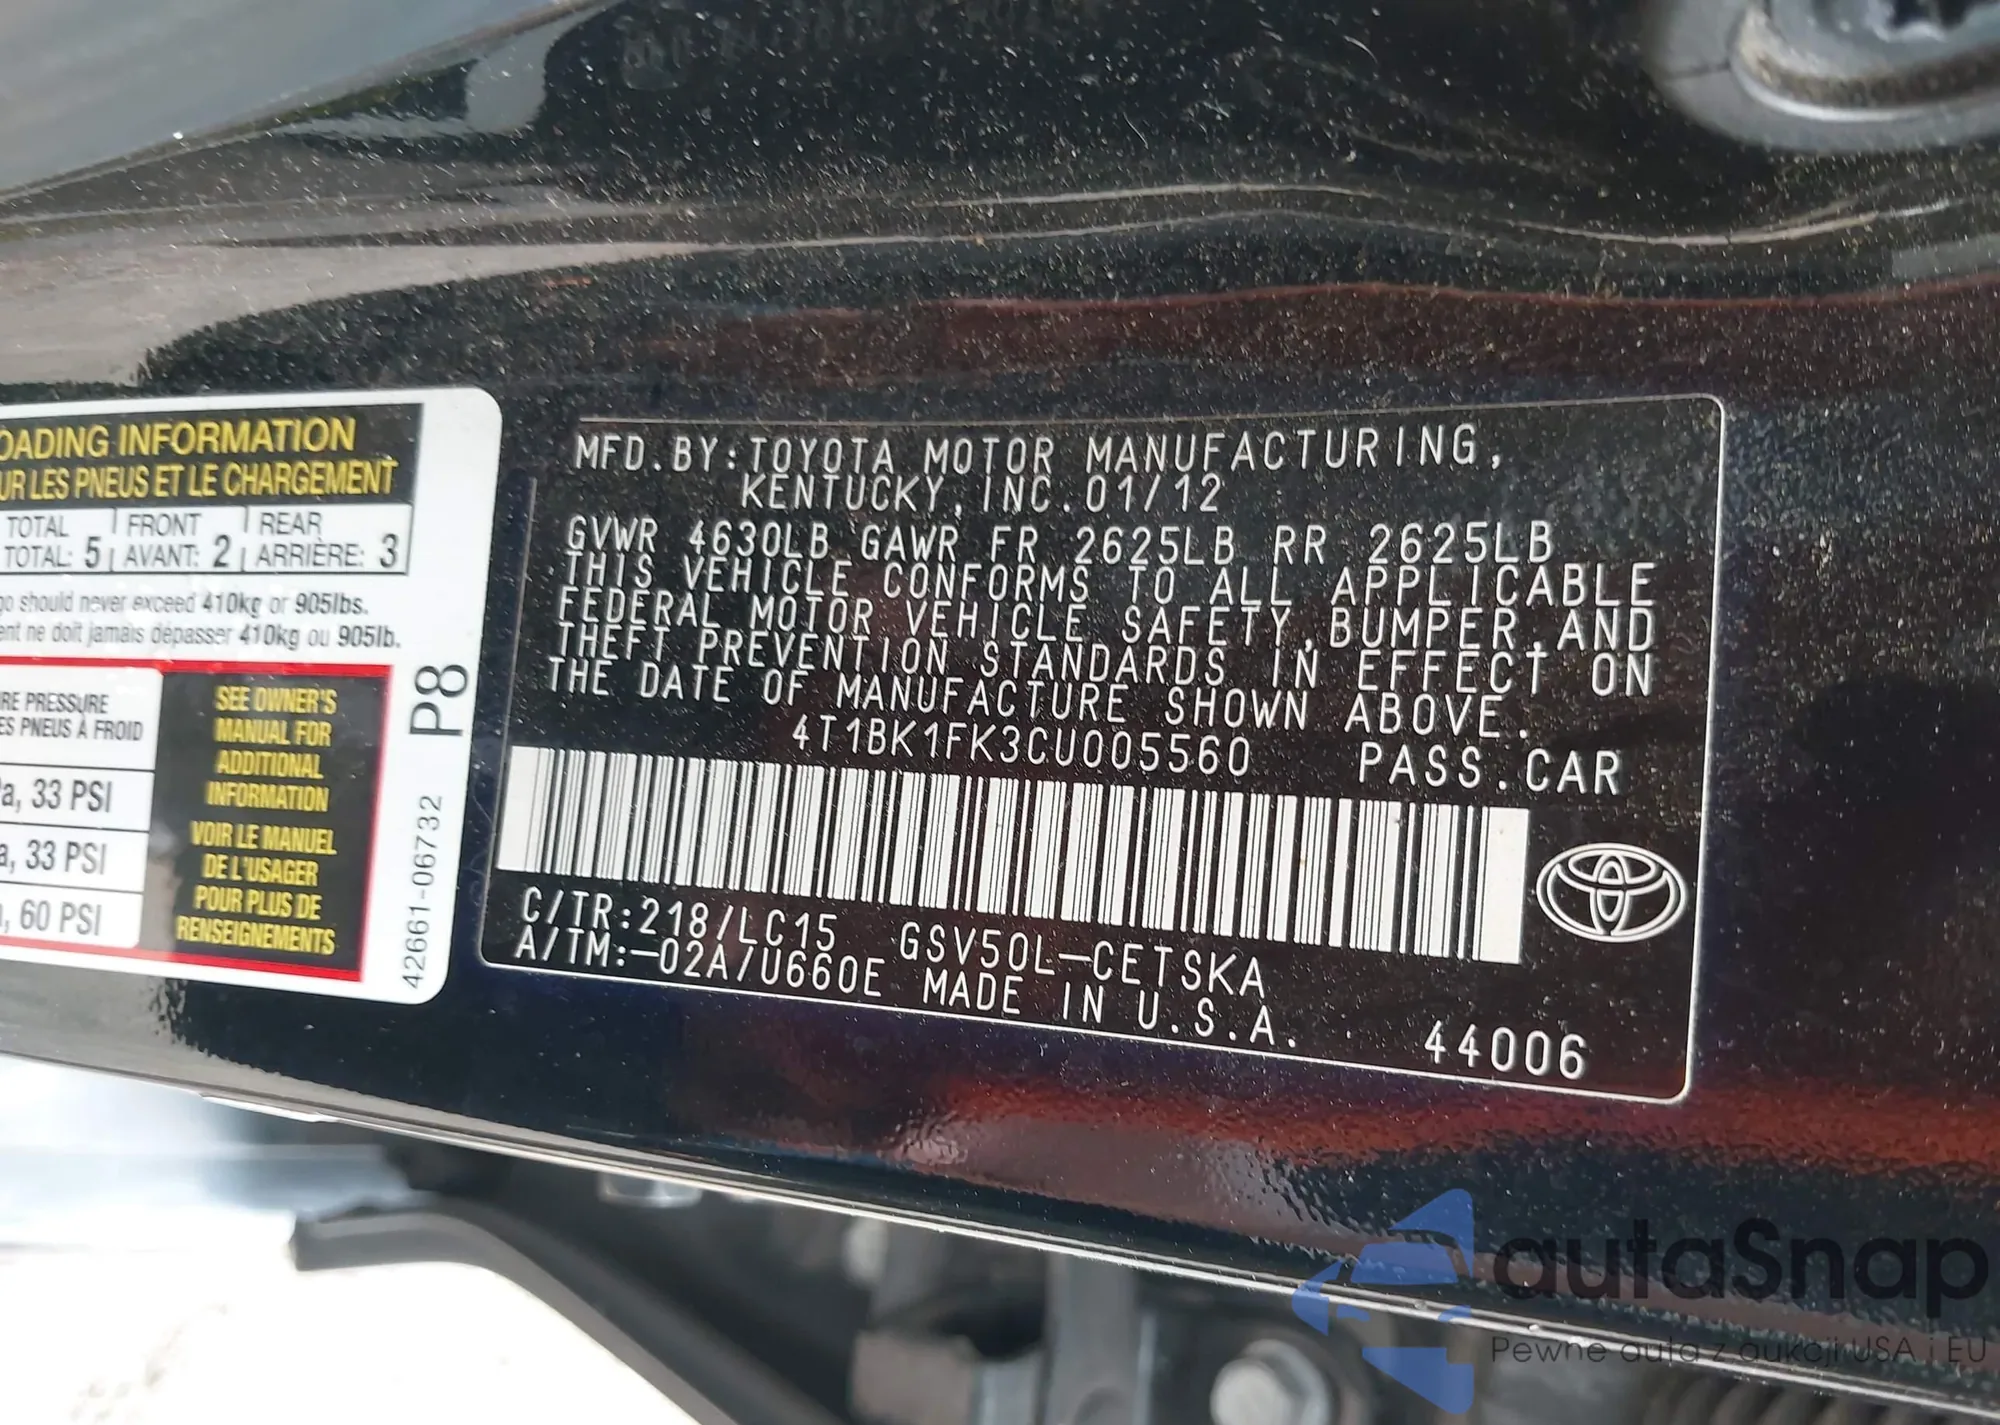 OADING INFORMATION
UR LES PNEUS ET LE CHARGEMENT
TOTAL FRONT REAR
TOTAL: 5 AVANT: 2 ARRIÈRE: 3
go should never exceed 410kg or 905lbs.
ent ne doit jamais dépasser 410kg ou 905lb.
RE PRESSURE
ES PNEUS À FROID
a, 33 PSI
a, 33 PSI
, 60 PSI
SEE OWNER'S
MANUAL FOR
ADDITIONAL
INFORMATION
VOIR LE MANUEL
DE L'USAGER
POUR PLUS DE
RENSEIGNEMENTS
P8
42661-06732
MFD.BY:TOYOTA MOTOR MANUFACTURING,
KENTUCKY,INC.01/12
GVWR 4630LB GAWR FR 2625LB RR 2625LB
THIS VEHICLE CONFORMS TO ALL APPLICABLE
FEDERAL MOTOR VEHICLE SAFETY,BUMPER,AND
THEFT PREVENTION STANDARDS IN EFFECT ON
THE DATE OF MANUFACTURE SHOWN ABOVE.
4T1BK1FK3CU005560 PASS.CAR
C/TR:218/LC15 GSV50L-CETSKA
A/TM:-02A/U660E MADE IN U.S.A. 44006
autaSnap
Pewne auta z aukcji USA i EU